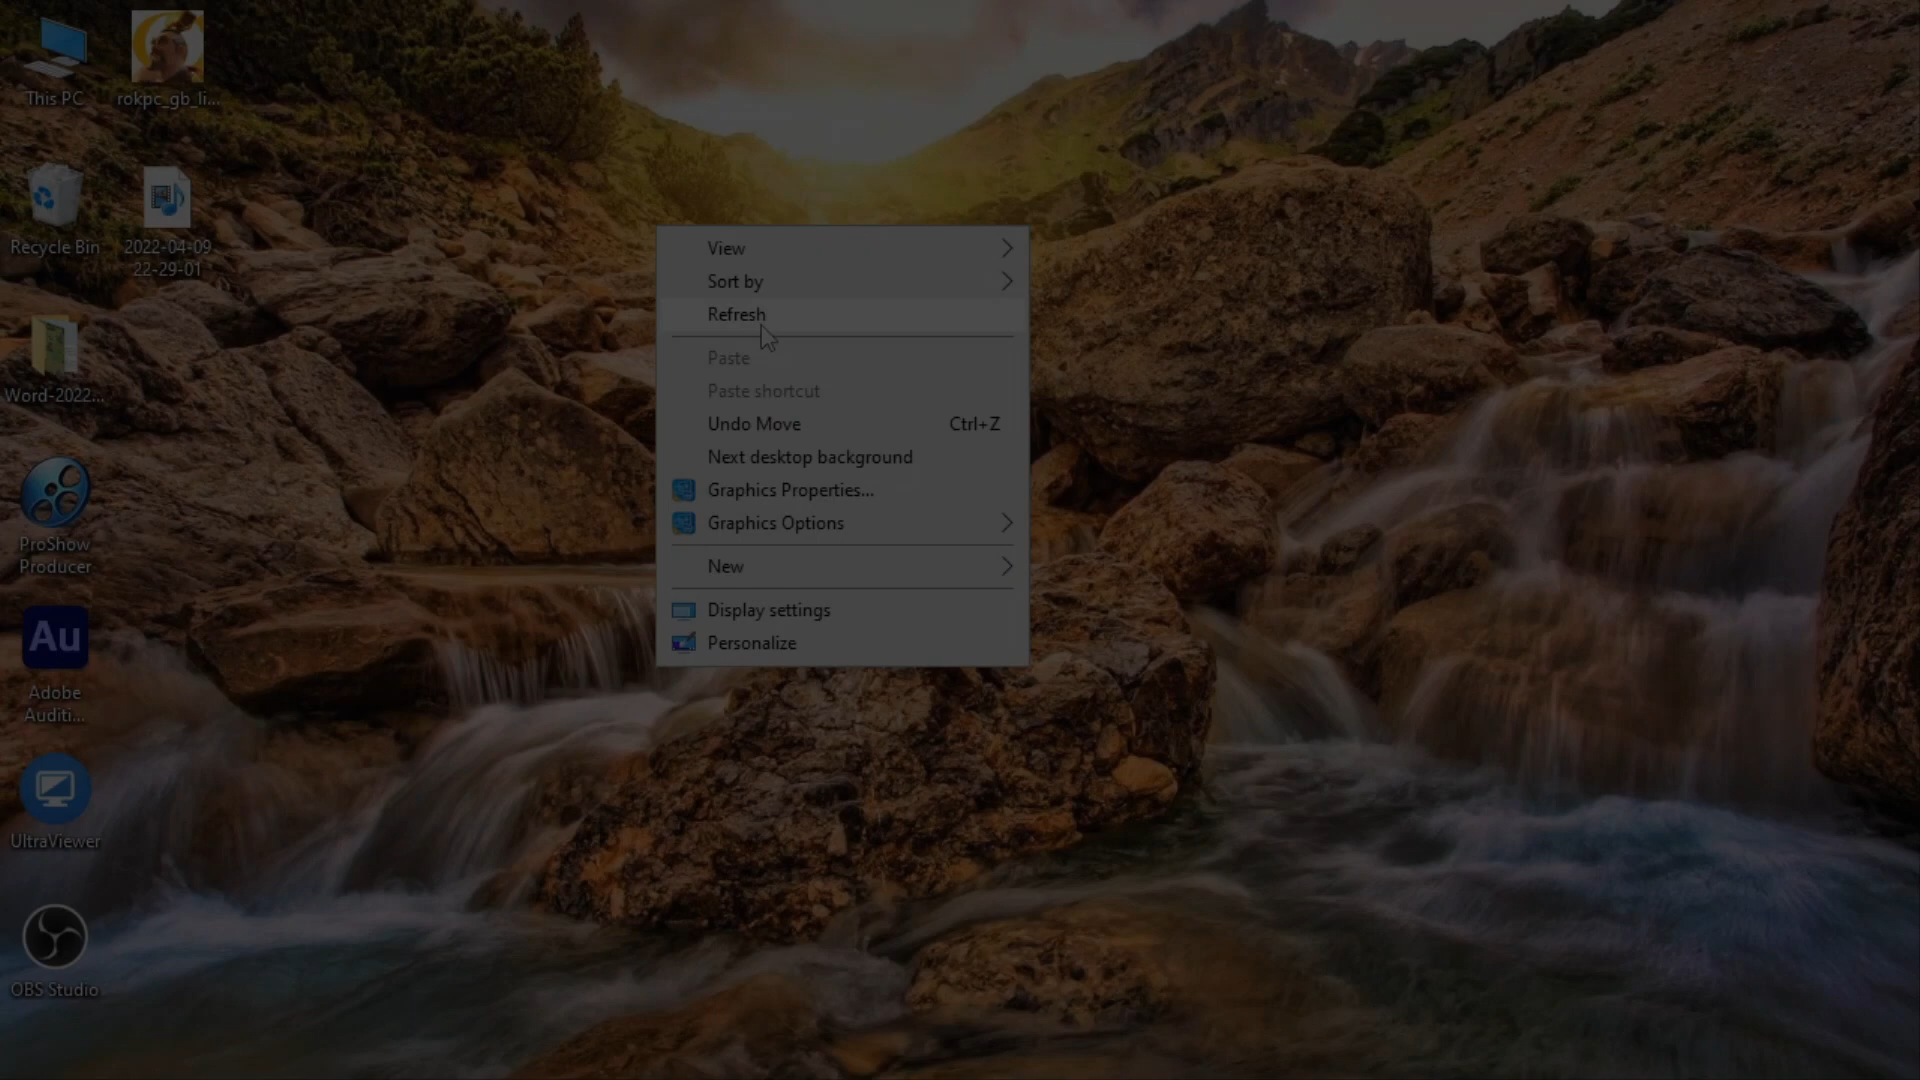 This PC
rokpc_gb_li...
Recycle Bin
2022-04-09
22-29-01
Word-2022...
ProShow
Producer
Au
Adobe
Auditi...
UltraViewer
OBS Studio
View
Sort by
Refresh
Paste
Paste shortcut
Undo Move Ctrl+Z
Next desktop background
Graphics Properties...
Graphics Options
New
Display settings
Personalize